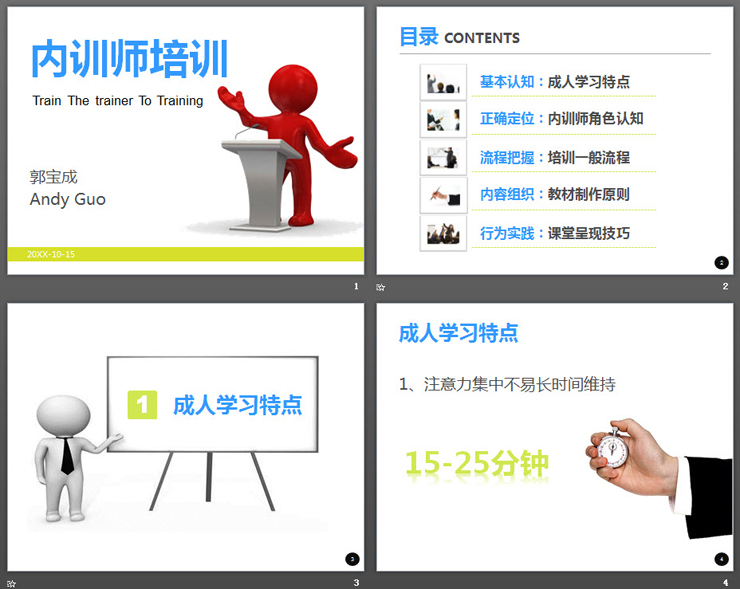 内训师培训
Train The trainer To Training
郭宝成
Andy Guo
20XX-10-15
1
目录 CONTENTS
基本认知：成人学习特点
正确定位：内训师角色认知
流程把握：培训一般流程
内容组织：教材制作原则
行为实践：课堂呈现技巧
2
2
1 成人学习特点
3
3
成人学习特点
1、注意力集中不易长时间维持
15-25分钟
4
4